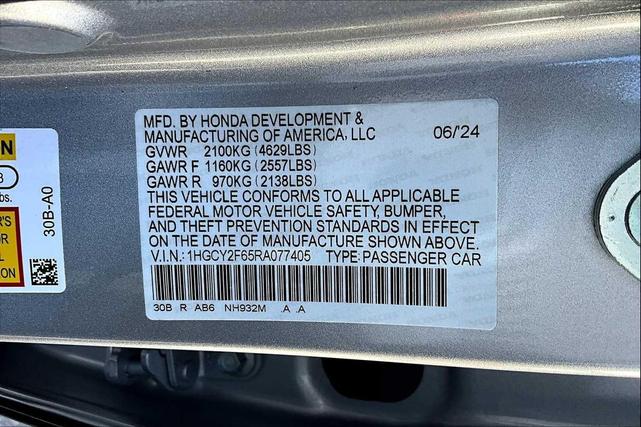 MFD. BY HONDA DEVELOPMENT &
MANUFACTURING OF AMERICA, LLC 06/'24
GVWR 2100KG (4629LBS)
GAWR F 1160KG (2557LBS)
GAWR R 970KG (2138LBS)
THIS VEHICLE CONFORMS TO ALL APPLICABLE
FEDERAL MOTOR VEHICLE SAFETY, BUMPER,
AND THEFT PREVENTION STANDARDS IN EFFECT
ON THE DATE OF MANUFACTURE SHOWN ABOVE.
V.I.N.: 1HGCY2F65RA077405 TYPE: PASSENGER CAR
30B R AB6 NH932M .A .A
30B-A0